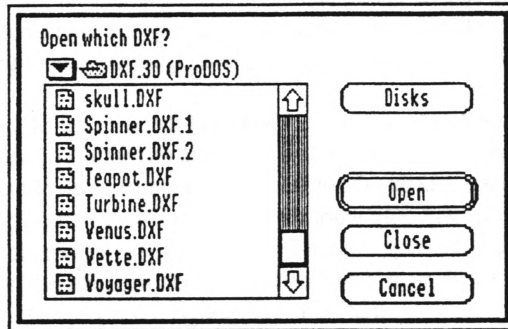 Open which DXF?
DXF.3D (ProDOS)
skull.DXF
Spinner.DXF.1
Spinner.DXF.2
Teapot.DXF
Turbine.DXF
Venus.DXF
Vette.DXF
Voyager.DXF
Disks
Open
Close
Cancel